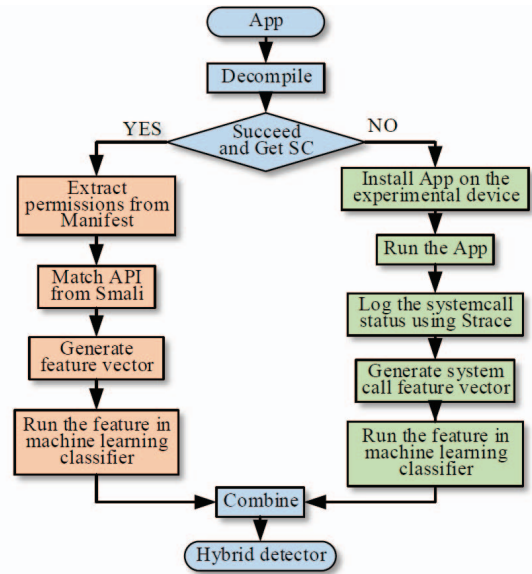 App
Decompile
YES
Succeed
and Get SC
NO
Extract
permissions from
Manifest
Match API
from Smali
Generate
feature vector
Run the feature in
machine learning
classifier
Install App on the
experimental device
Run the App
Log the systemcall
status using Strace
Generate system
call feature vector
Run the feature in
machine learning
classifier
Combine
Hybrid detector